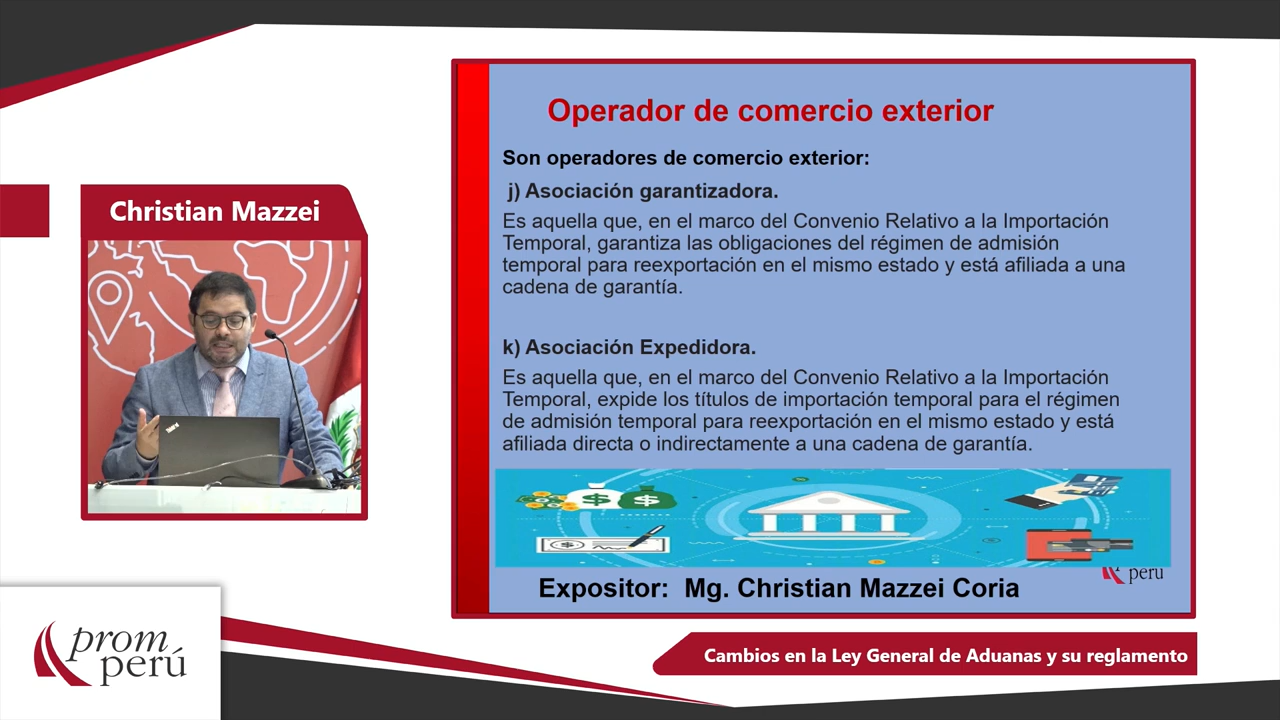 Christian Mazzei
Operador de comercio exterior
Son operadores de comercio exterior:
j) Asociación garantizadora.
Es aquella que, en el marco del Convenio Relativo a la Importación
Temporal, garantiza las obligaciones del régimen de admisión
temporal para reexportación en el mismo estado y está afiliada a una
cadena de garantía.
k) Asociación Expedidora.
Es aquella que, en el marco del Convenio Relativo a la Importación
Temporal, expide los títulos de importación temporal para el régimen
de admisión temporal para reexportación en el mismo estado y está
afiliada directa o indirectamente a una cadena de garantía.
perú
Expositor: Mg. Christian Mazzei Coria
prom
perú
Cambios en la Ley General de Aduanas y su reglamento